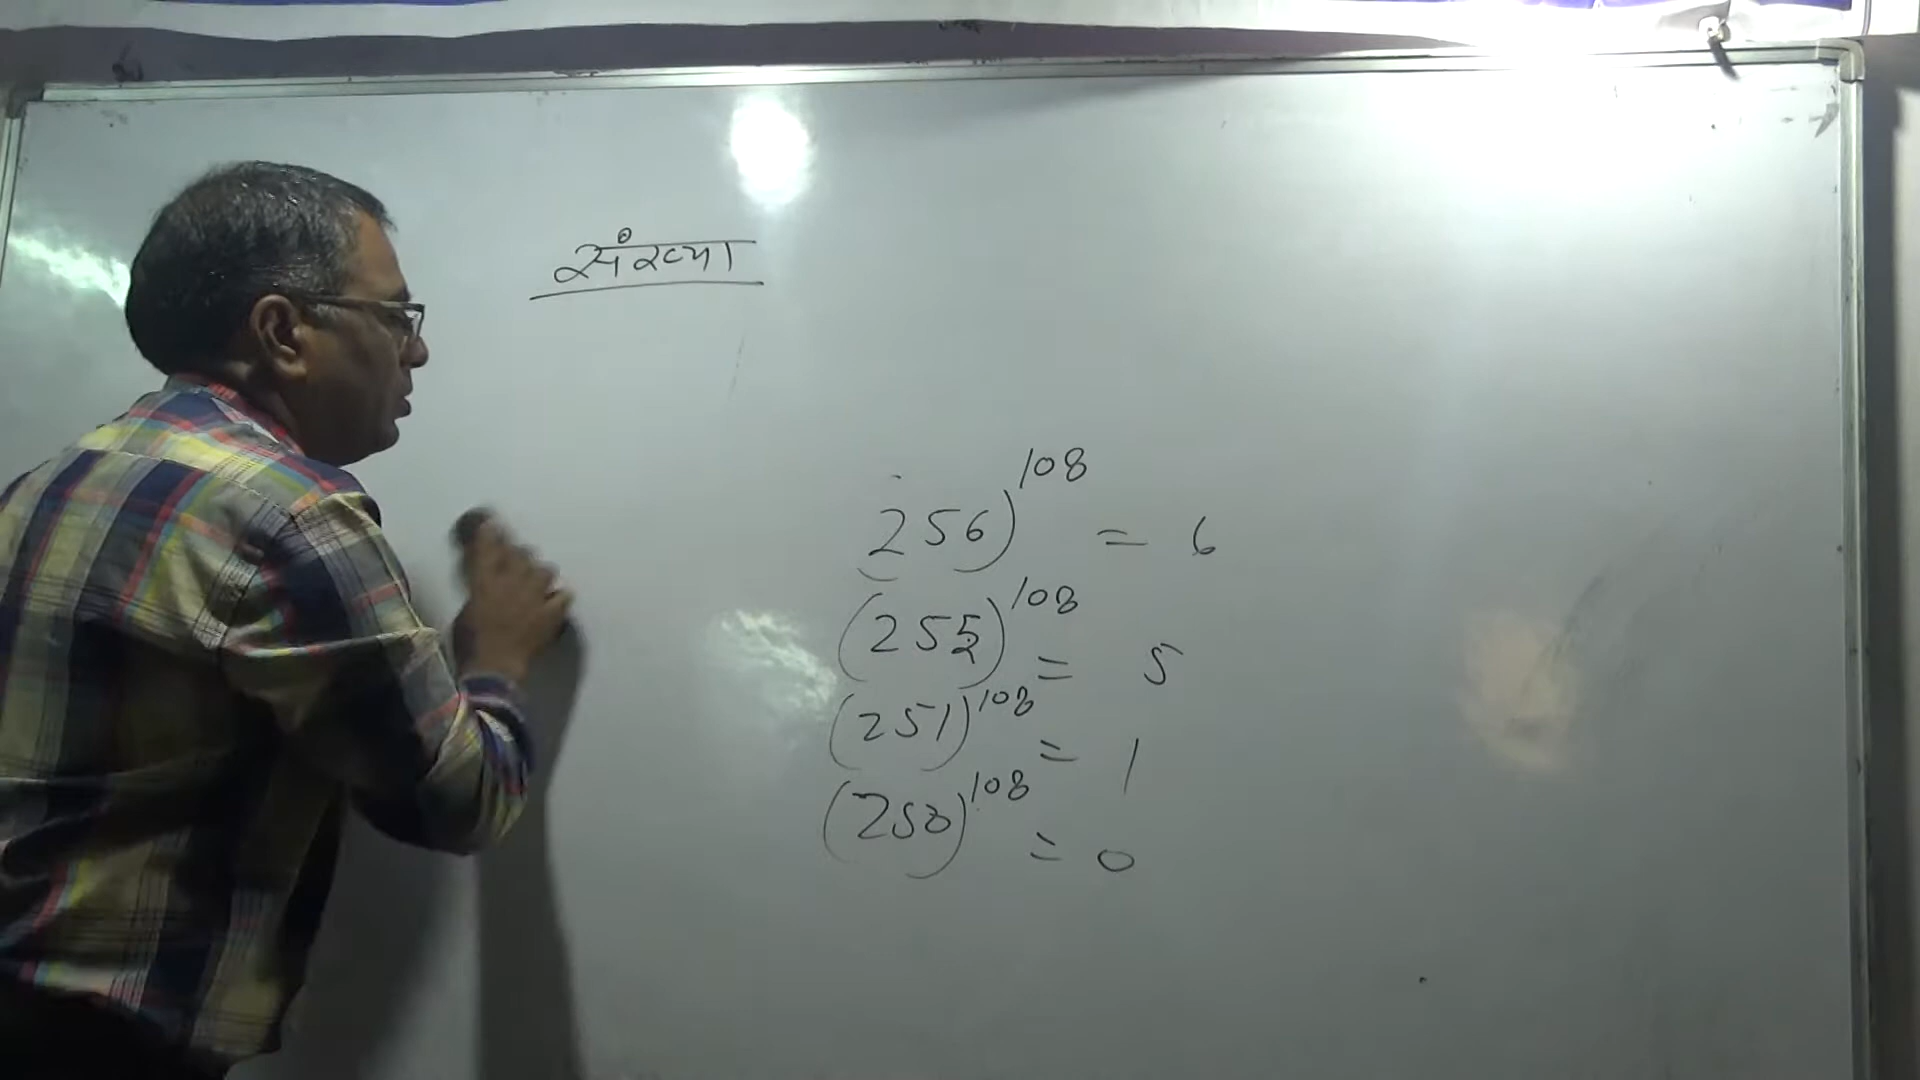 संख्या
(256)^108 = 6
(255)^108 = 5
(251)^108 = 1
(250)^108 = 0